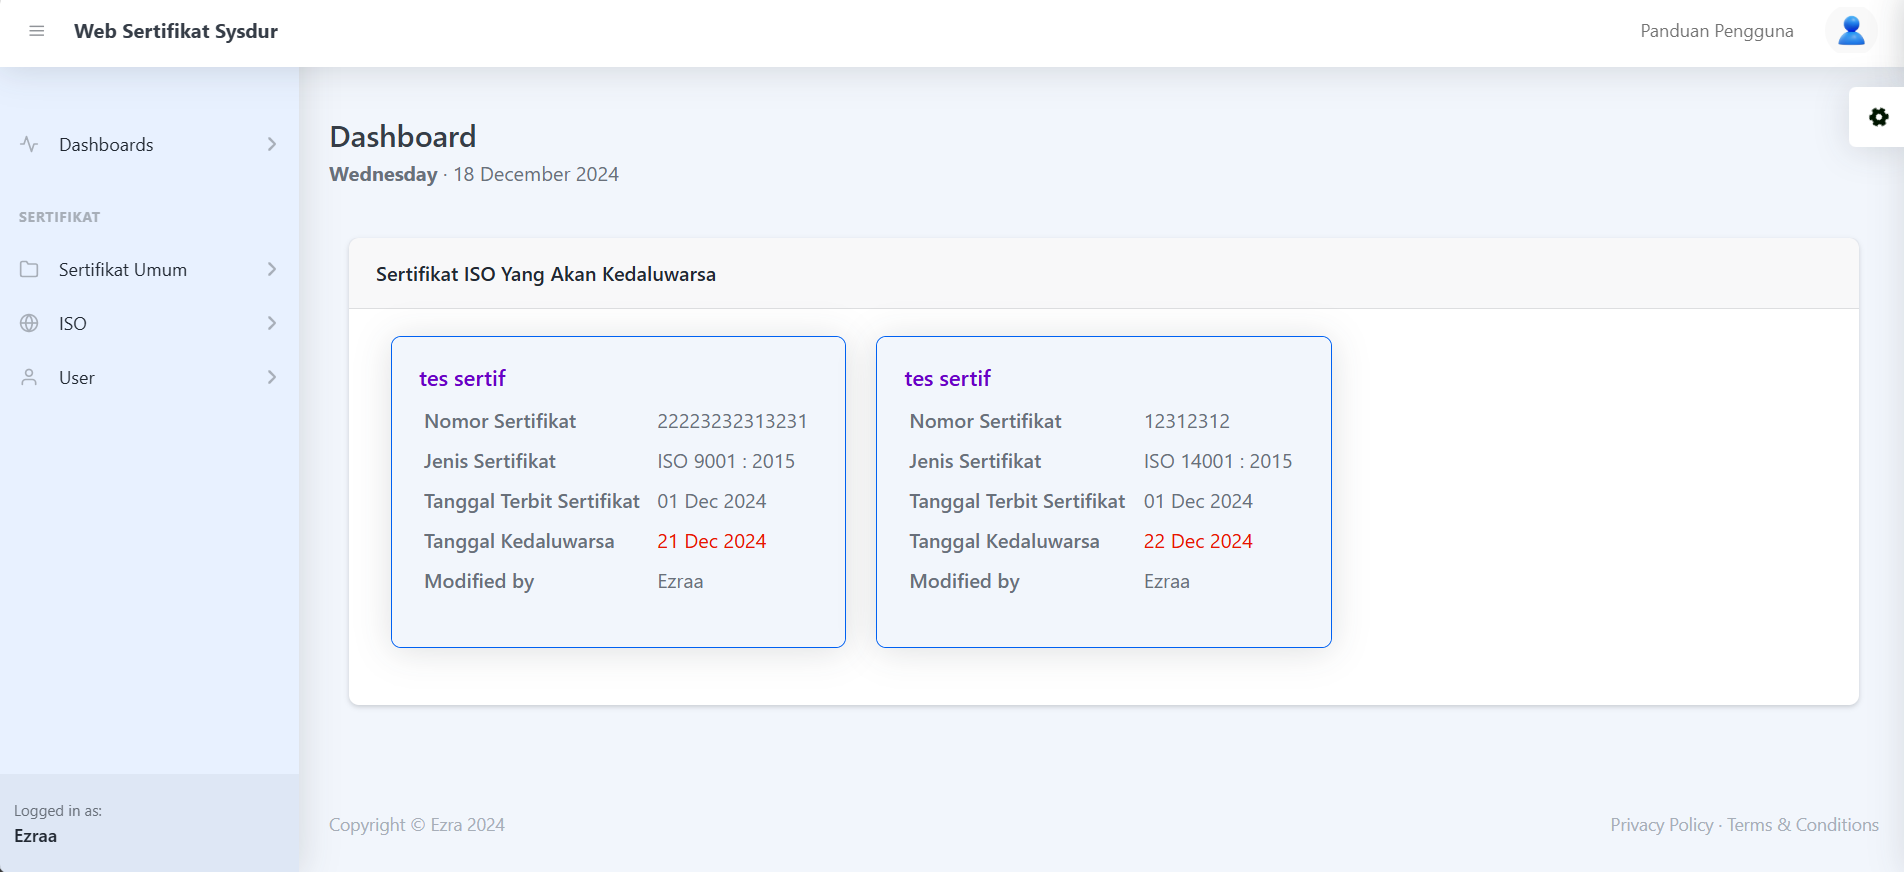 Web Sertifikat Sysdur
Panduan Pengguna
Dashboards
SERTIFIKAT
Sertifikat Umum
ISO
User
Logged in as:
Ezraa
Dashboard
Wednesday · 18 December 2024
Sertifikat ISO Yang Akan Kedaluwarsa
tes sertif
Nomor Sertifikat 22223232313231
Jenis Sertifikat ISO 9001 : 2015
Tanggal Terbit Sertifikat 01 Dec 2024
Tanggal Kedaluwarsa 21 Dec 2024
Modified by Ezraa
tes sertif
Nomor Sertifikat 12312312
Jenis Sertifikat ISO 14001 : 2015
Tanggal Terbit Sertifikat 01 Dec 2024
Tanggal Kedaluwarsa 22 Dec 2024
Modified by Ezraa
Copyright © Ezra 2024
Privacy Policy · Terms & Conditions